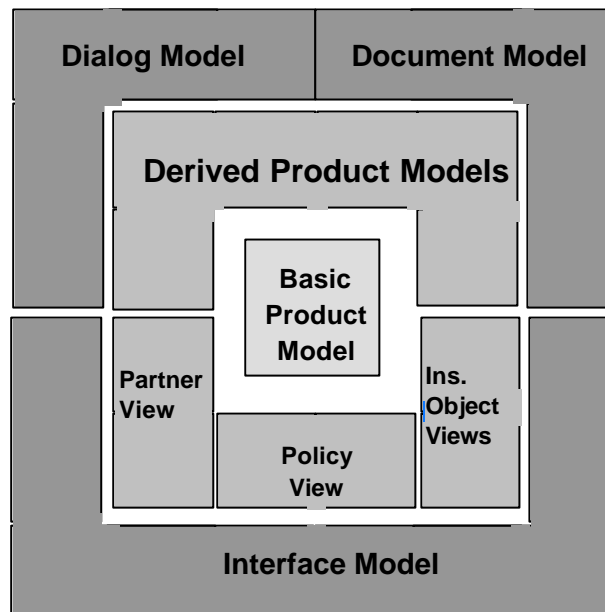 Dialog Model
Document Model
Derived Product Models
Basic
Product
Model
Partner
View
Ins.
Object
Views
Policy
View
Interface Model